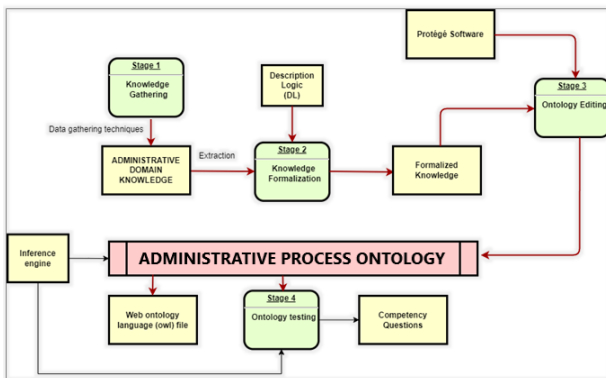 Protégè Software
Stage 1
Knowledge
Gathering
Description
Logic
(DL)
Stage 3
Ontology Editing
Data gathering techniques
ADMINISTRATIVE
DOMAIN
KNOWLEDGE
Extraction
Stage 2
Knowledge
Formalization
Formalized
Knowledge
Inference
engine
ADMINISTRATIVE PROCESS ONTOLOGY
Web ontology
language (owl) file
Stage 4
Ontology testing
Competency
Questions